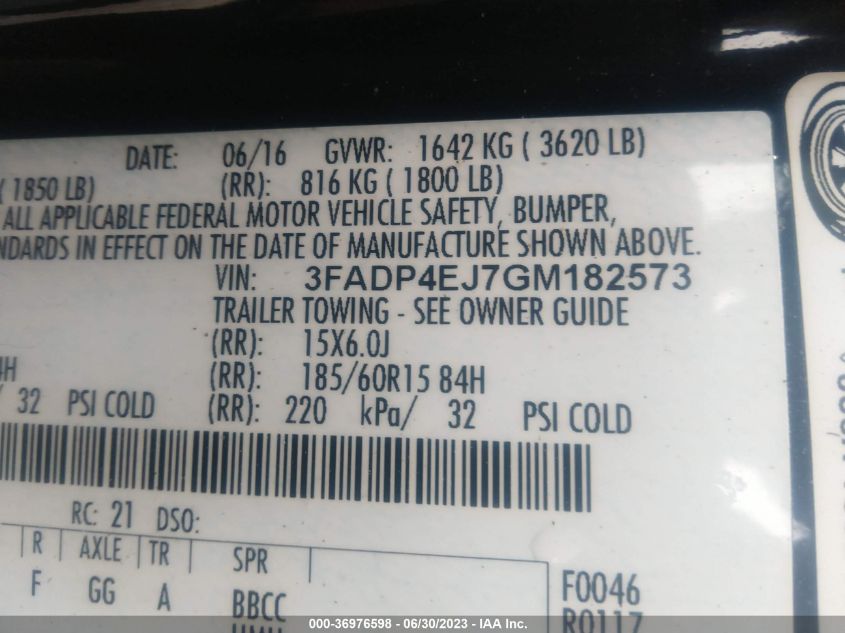 DATE: 06/16 GVWR: 1642 KG ( 3620 LB)
( 1850 LB) (RR): 816 KG ( 1800 LB)
ALL APPLICABLE FEDERAL MOTOR VEHICLE SAFETY, BUMPER,
NDARDS IN EFFECT ON THE DATE OF MANUFACTURE SHOWN ABOVE.
VIN: 3FADP4EJ7GM182573
TRAILER TOWING - SEE OWNER GUIDE
(RR): 15X6.0J
H (RR): 185/60R15 84H
/ 32 PSI COLD (RR): 220 kPa/ 32 PSI COLD
RC: 21 DSO:
R AXLE TR SPR
F GG A BBCC
F0046
R0117
000-36976598 - 06/30/2023 - IAA Inc.